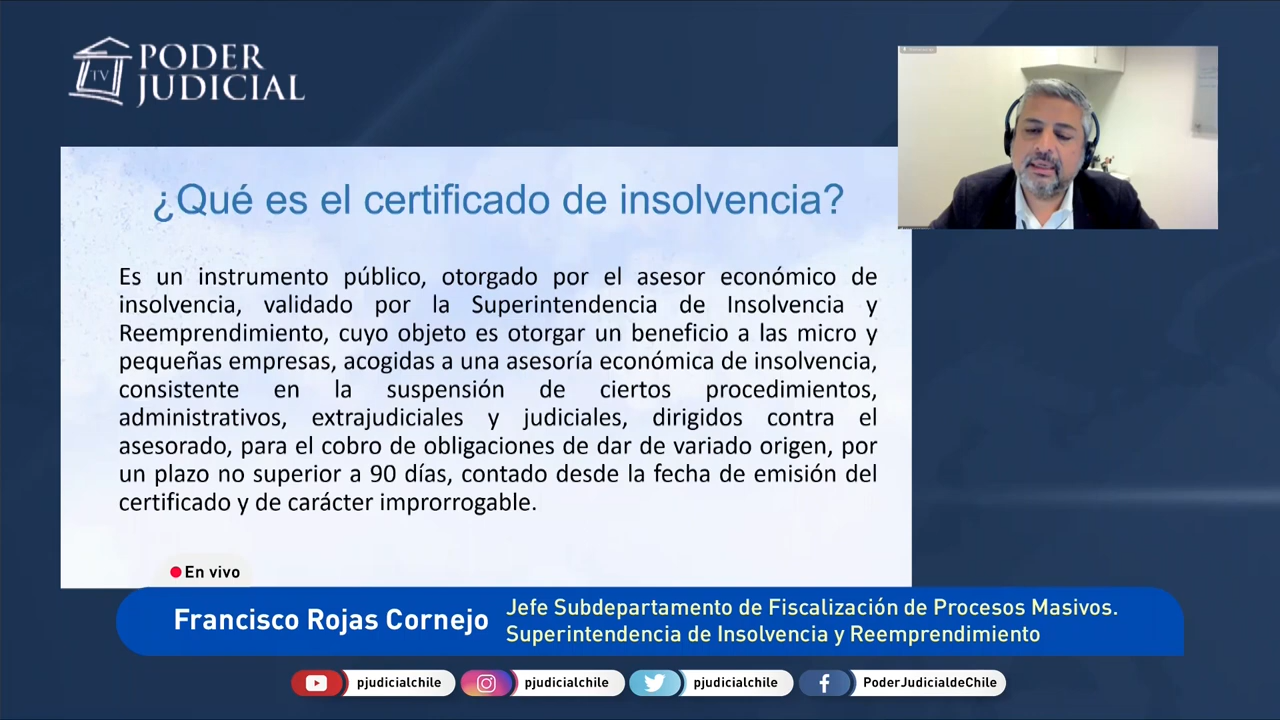 TV
PODER
JUDICIAL
¿Qué es el certificado de insolvencia?
Es un instrumento público, otorgado por el asesor económico de
insolvencia, validado por la Superintendencia de Insolvencia y
Reemprendimiento, cuyo objeto es otorgar un beneficio a las micro y
pequeñas empresas, acogidas a una asesoría económica de insolvencia,
consistente en la suspensión de ciertos procedimientos,
administrativos, extrajudiciales y judiciales, dirigidos contra el
asesorado, para el cobro de obligaciones de dar de variado origen, por
un plazo no superior a 90 días, contado desde la fecha de emisión del
certificado y de carácter improrrogable.
En vivo
Francisco Rojas Cornejo
Jefe Subdepartamento de Fiscalización de Procesos Masivos.
Superintendencia de Insolvencia y Reemprendimiento
pjudicialchile
pjudicialchile
pjudicialchile
PoderJudicialdeChile